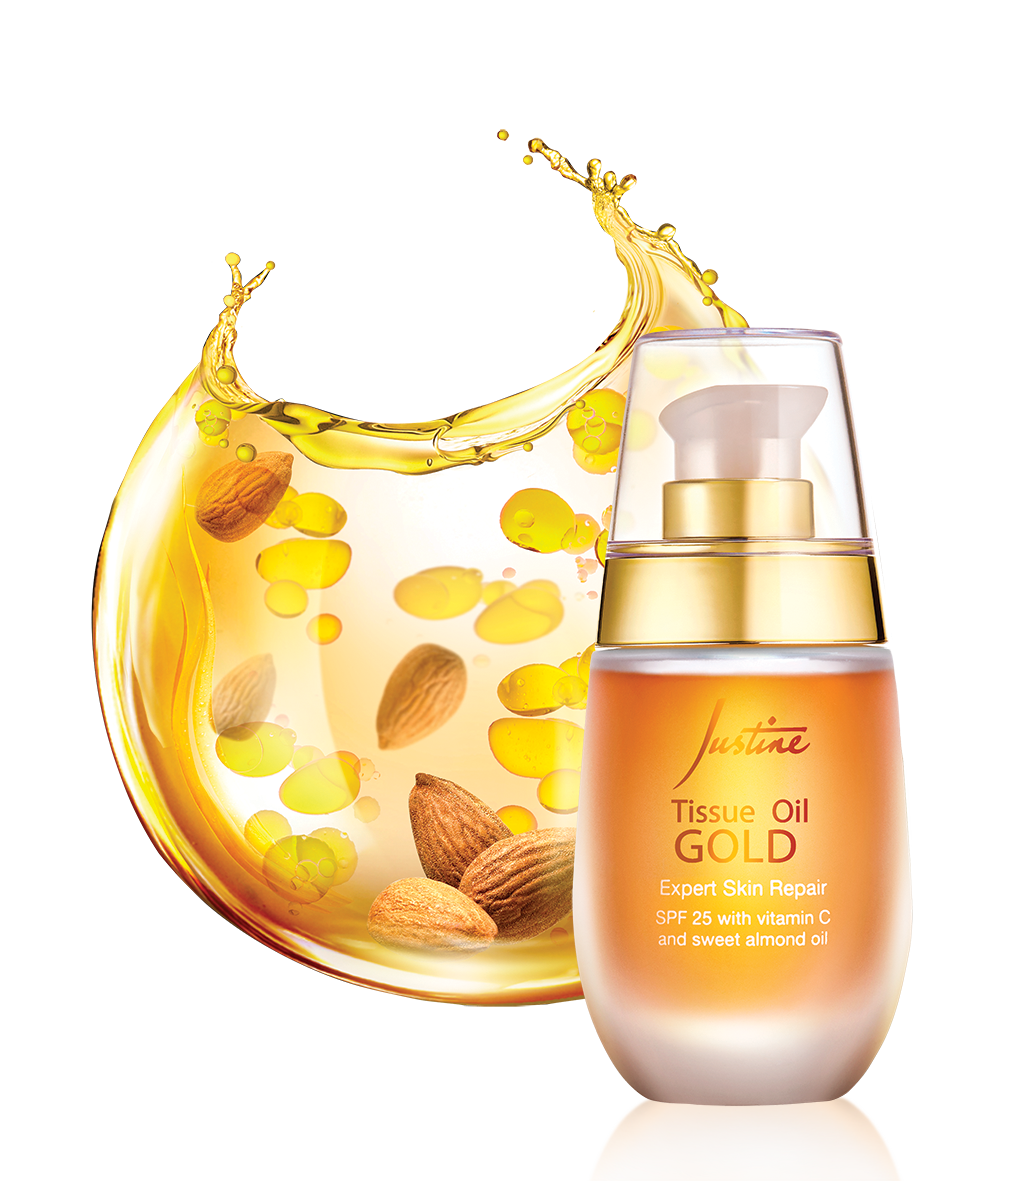 Justine
Tissue Oil
GOLD
Expert Skin Repair
SPF 25 with vitamin C
and sweet almond oil